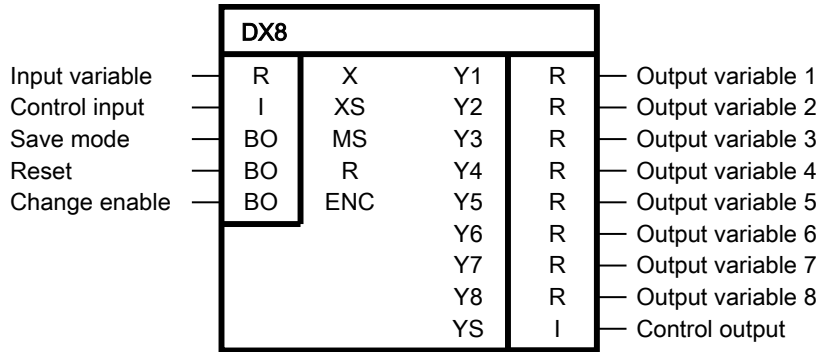 DX8
Input variable R X Y1 R Output variable 1
Control input I XS Y2 R Output variable 2
Save mode BO MS Y3 R Output variable 3
Reset BO R Y4 R Output variable 4
Change enable BO ENC Y5 R Output variable 5
Y6 R Output variable 6
Y7 R Output variable 7
Y8 R Output variable 8
YS I Control output